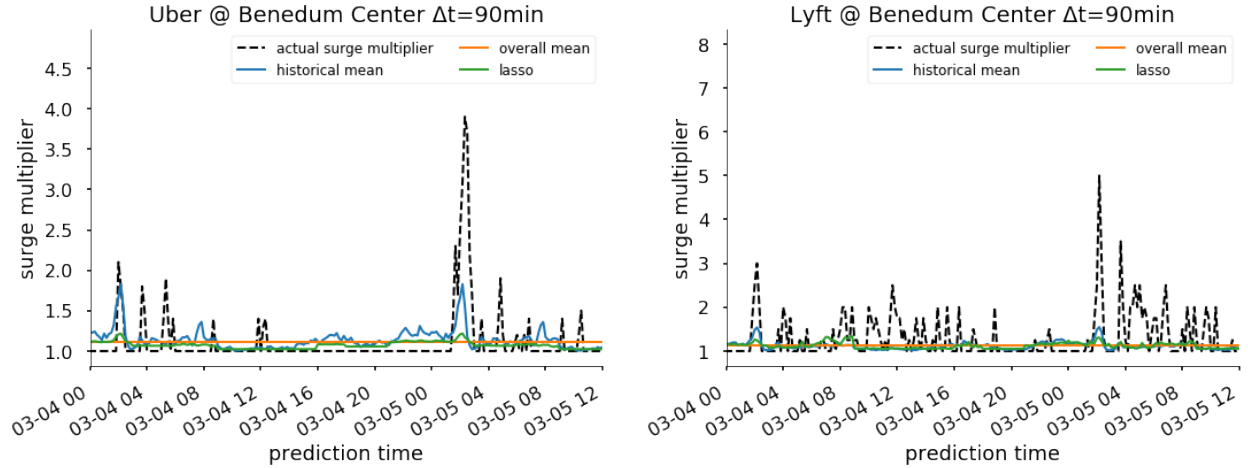 Uber @ Benedum Center Δt=90min
actual surge multiplier
historical mean
overall mean
lasso
surge multiplier
4.5
4.0
3.5
3.0
2.5
2.0
1.5
1.0
03-04 00
03-04 04
03-04 08
03-04 12
03-04 16
03-04 20
03-05 00
03-05 04
03-05 08
03-05 12
prediction time
Lyft @ Benedum Center Δt=90min
actual surge multiplier
historical mean
overall mean
lasso
surge multiplier
8
7
6
5
4
3
2
1
03-04 00
03-04 04
03-04 08
03-04 12
03-04 16
03-04 20
03-05 00
03-05 04
03-05 08
03-05 12
prediction time